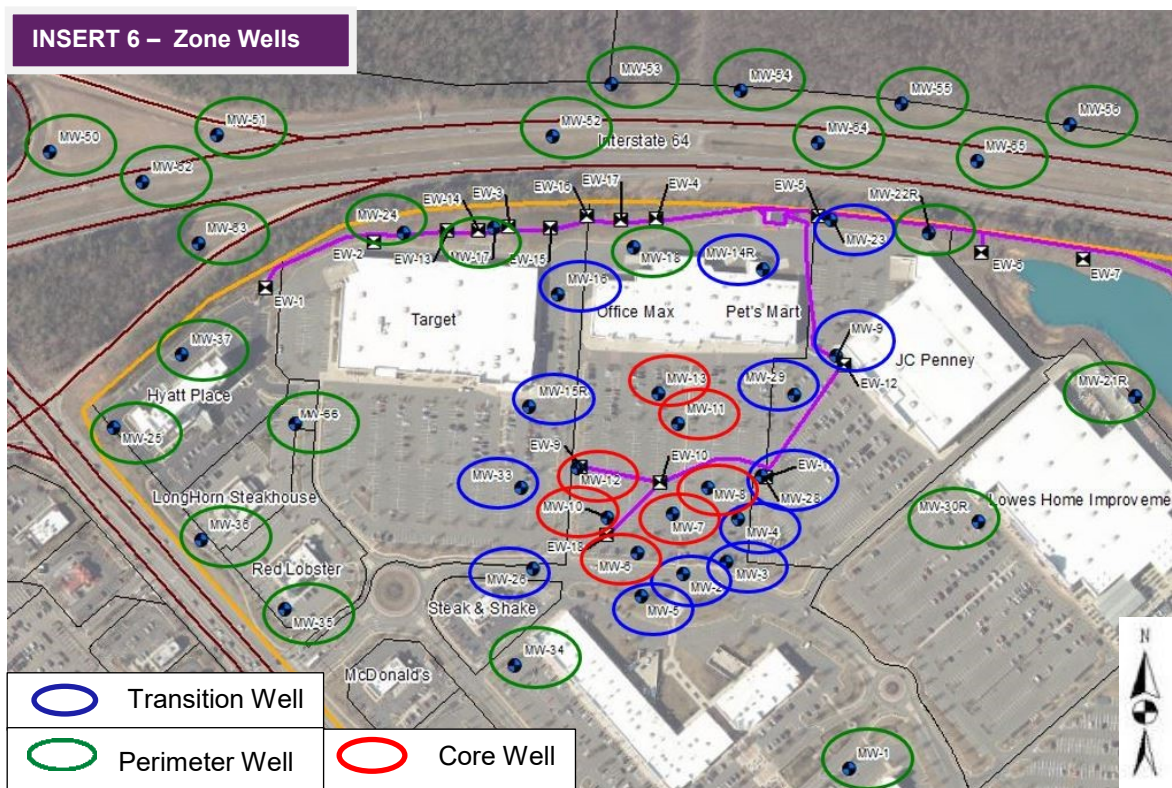 INSERT 6 – Zone Wells
MW-53
MW-54
MW-55
MW-56
MW-50
MW-51
MW-52
Interstate 64
MW-64
MW-65
MW-62
MW-63
MW-24
EW-14
EW-3
EW-16
EW-17
EW-4
EW-5
MW-22R
EW-2
EW-13
MW-17
EW-15
MW-18
MW-14R
MW-23
EW-6
EW-7
EW-1
MW-16
Target
Office Max
Pet's Mart
MW-9
JC Penney
EW-12
MW-37
Hyatt Place
MW-13
MW-29
MW-21R
MW-15R
MW-11
MW-66
MW-25
EW-9
MW-12
EW-10
MW-33
MW-8
MW-28
LongHorn Steakhouse
Lowes Home Improveme
MW-10
MW-7
MW-4
MW-30R
MW-36
EW-18
MW-6
MW-3
Red Lobster
MW-26
MW-2
MW-5
Steak & Shake
MW-35
MW-34
McDonald's
MW-1
N
Transition Well
Perimeter Well
Core Well